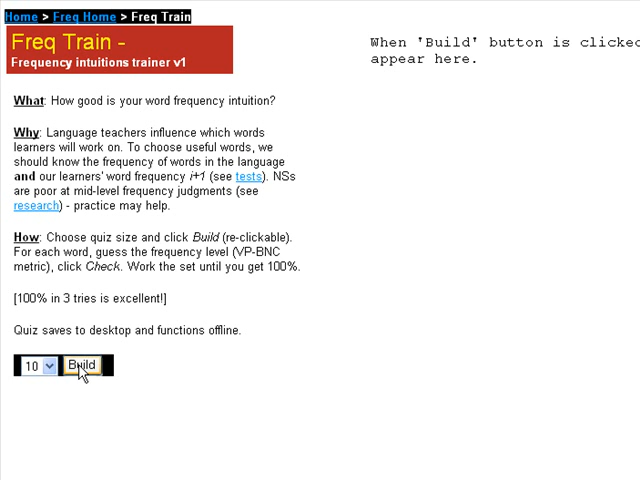 Home > Freq Home > Freq Train
Freq Train -
Frequency intuitions trainer v1
When 'Build' button is clicked
appear here.
What: How good is your word frequency intuition?
Why: Language teachers influence which words
learners will work on. To choose useful words, we
should know the frequency of words in the language
and our learners' word frequency i+1 (see tests). NSs
are poor at mid-level frequency judgments (see
research) - practice may help.
How: Choose quiz size and click Build (re-clickable).
For each word, guess the frequency level (VP-BNC
metric), click Check. Work the set until you get 100%.
[100% in 3 tries is excellent!]
Quiz saves to desktop and functions offline.
10 Build